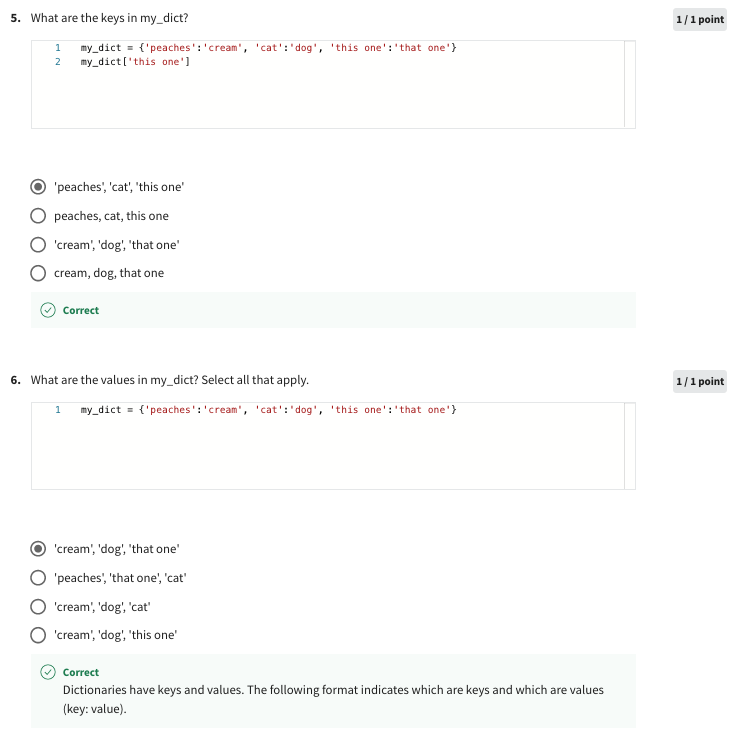 5. What are the keys in my_dict?
1 / 1 point
1 my_dict = {'peaches':'cream', 'cat':'dog', 'this one':'that one'}
2 my_dict['this one']
'peaches', 'cat', 'this one'
peaches, cat, this one
'cream', 'dog', 'that one'
cream, dog, that one
Correct
6. What are the values in my_dict? Select all that apply.
1 / 1 point
1 my_dict = {'peaches':'cream', 'cat':'dog', 'this one':'that one'}
'cream', 'dog', 'that one'
'peaches', 'that one', 'cat'
'cream', 'dog', 'cat'
'cream', 'dog', 'this one'
Correct
Dictionaries have keys and values. The following format indicates which are keys and which are values
(key: value).